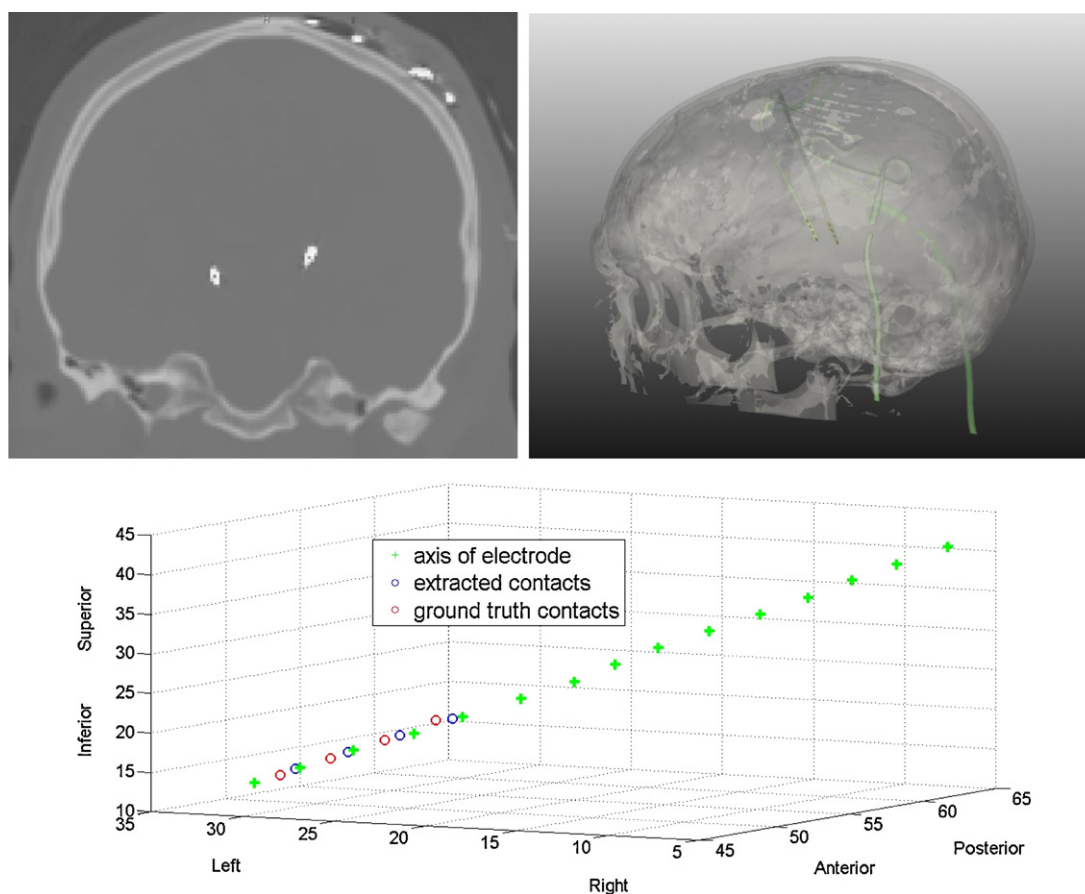 H
axis of electrode
extracted contacts
ground truth contacts
Superior
Inferior
45
40
35
30
25
20
15
10
35
30
25
20
15
10
5
45
50
55
60
65
Left
Right
Anterior
Posterior